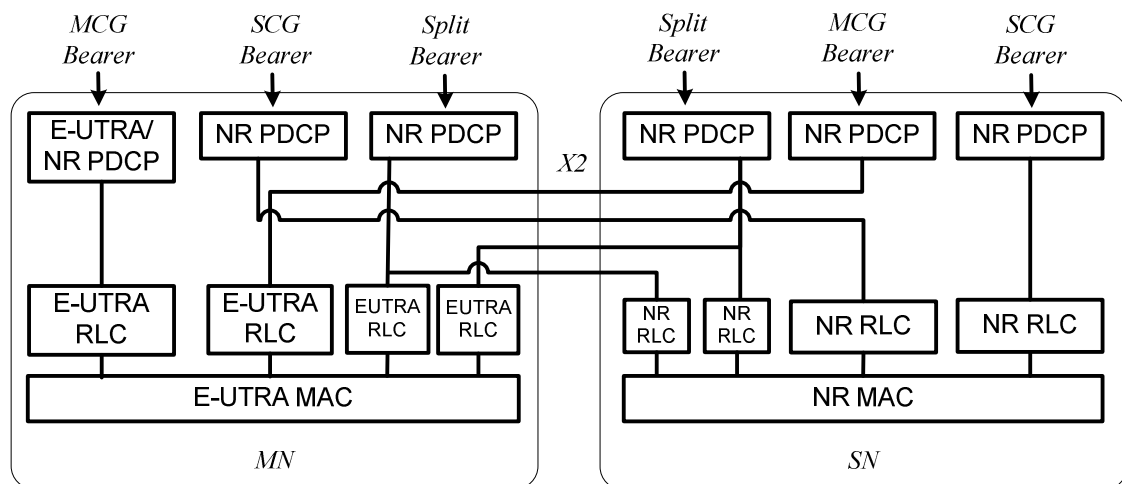 MCG
Bearer
SCG
Bearer
Split
Bearer
Split
Bearer
MCG
Bearer
SCG
Bearer
E-UTRA/
NR PDCP
NR PDCP
NR PDCP
X2
NR PDCP
NR PDCP
NR PDCP
E-UTRA
RLC
E-UTRA
RLC
EUTRA
RLC
EUTRA
RLC
NR
RLC
NR
RLC
NR RLC
NR RLC
E-UTRA MAC
NR MAC
MN
SN